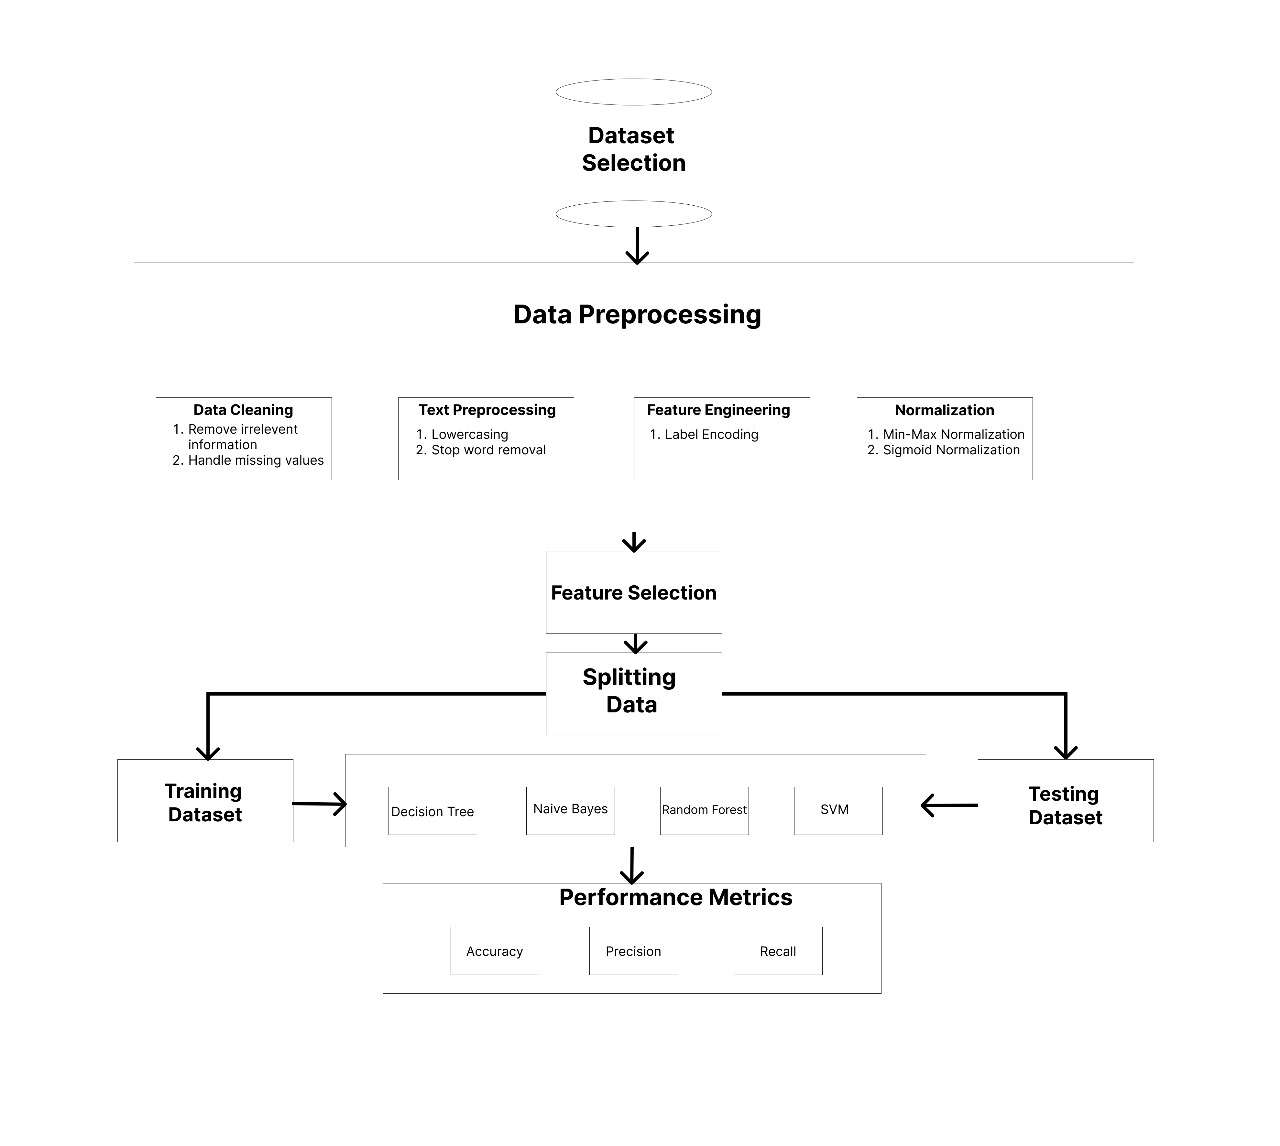 Dataset
Selection
Data Preprocessing
Data Cleaning
1. Remove irrelevent
information
2. Handle missing values
Text Preprocessing
1. Lowercasing
2. Stop word removal
Feature Engineering
1. Label Encoding
Normalization
1. Min-Max Normalization
2. Sigmoid Normalization
Feature Selection
Splitting
Data
Training
Dataset
Decision Tree
Naive Bayes
Random Forest
SVM
Testing
Dataset
Performance Metrics
Accuracy
Precision
Recall